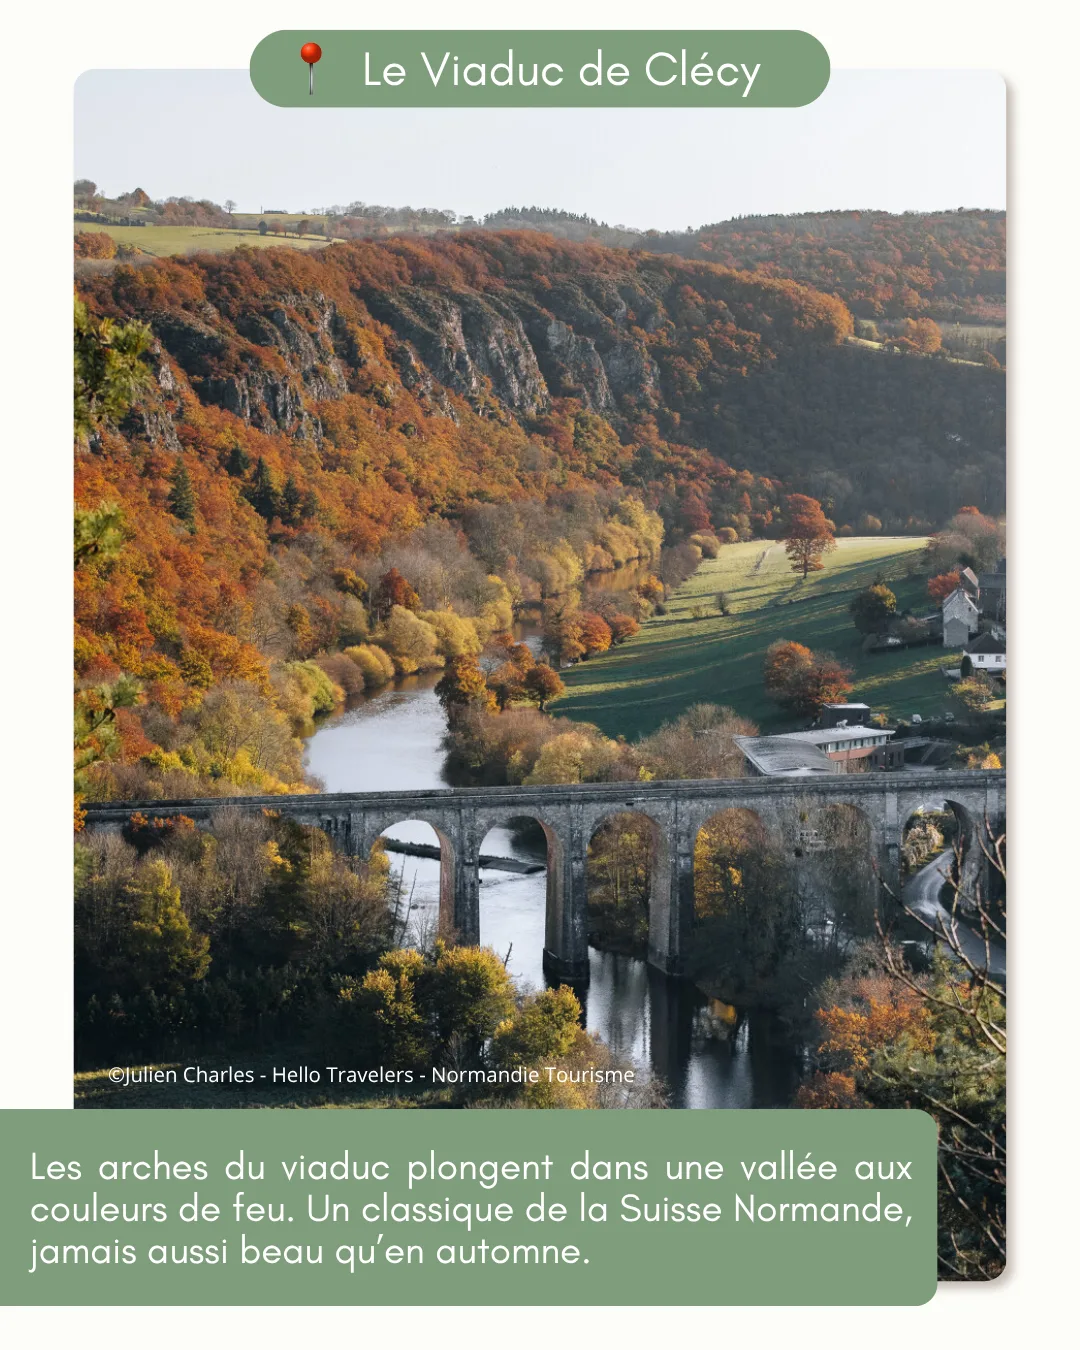 Le Viaduc de Clécy
©Julien Charles - Hello Travelers - Normandie Tourisme
Les arches du viaduc plongent dans une vallée aux
couleurs de feu. Un classique de la Suisse Normande,
jamais aussi beau qu’en automne.